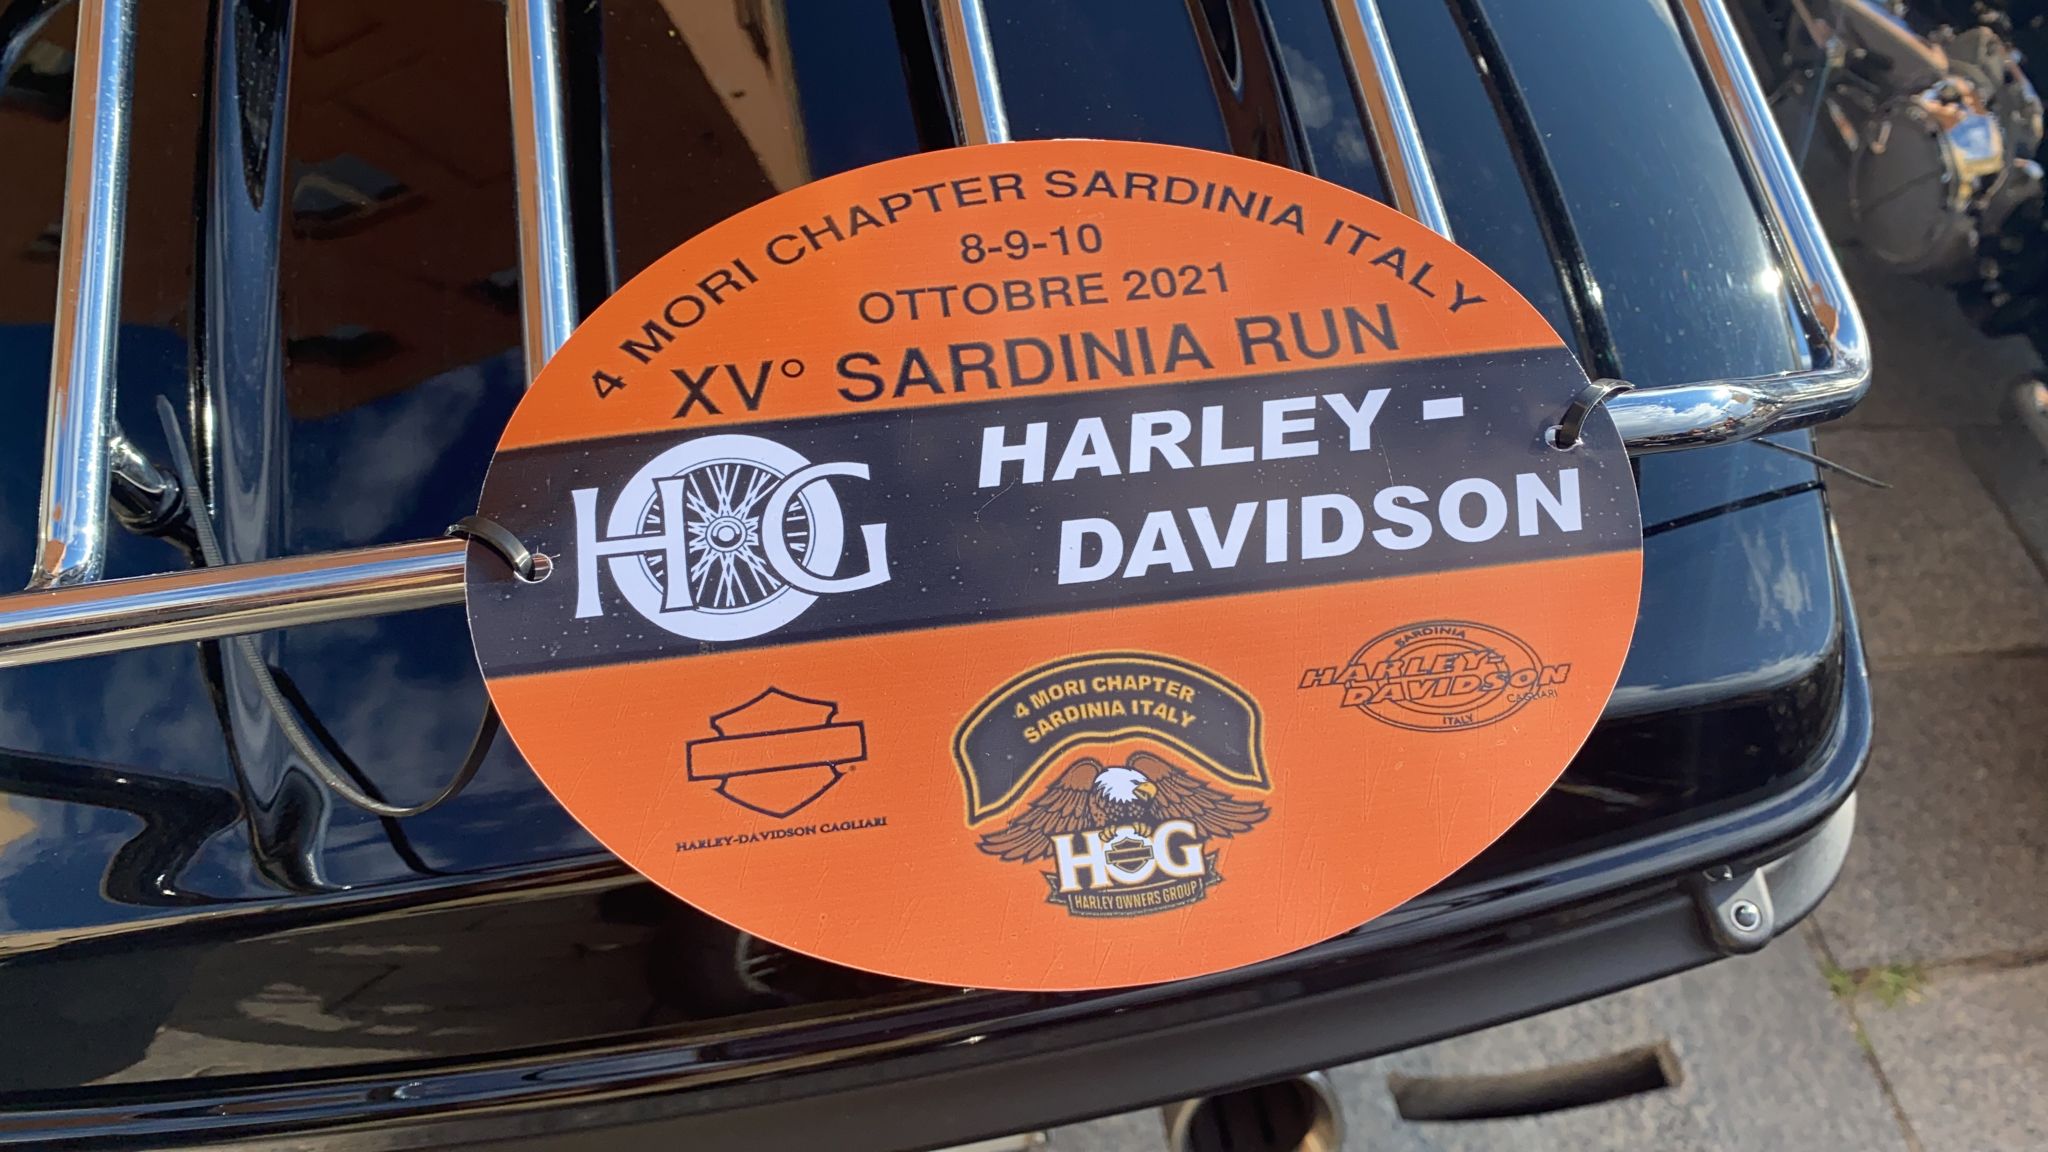 4 MORI CHAPTER SARDINIA ITALY
8-9-10
OTTOBRE 2021
XV° SARDINIA RUN
HOG
HARLEY -
DAVIDSON
HARLEY-DAVIDSON CAGLIARI
4 MORI CHAPTER
SARDINIA ITALY
HOG
HARLEY OWNERS GROUP
SARDINIA
HARLEY-
DAVIDSON
CAGLIARI
ITALY